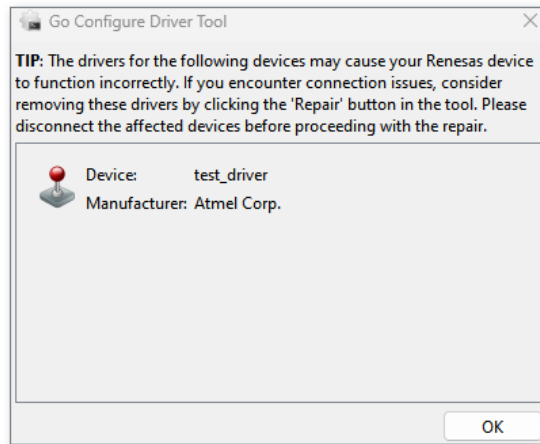 Go Configure Driver Tool
TIP: The drivers for the following devices may cause your Renesas device
to function incorrectly. If you encounter connection issues, consider
removing these drivers by clicking the 'Repair' button in the tool. Please
disconnect the affected devices before proceeding with the repair.
Device: test_driver
Manufacturer: Atmel Corp.
OK